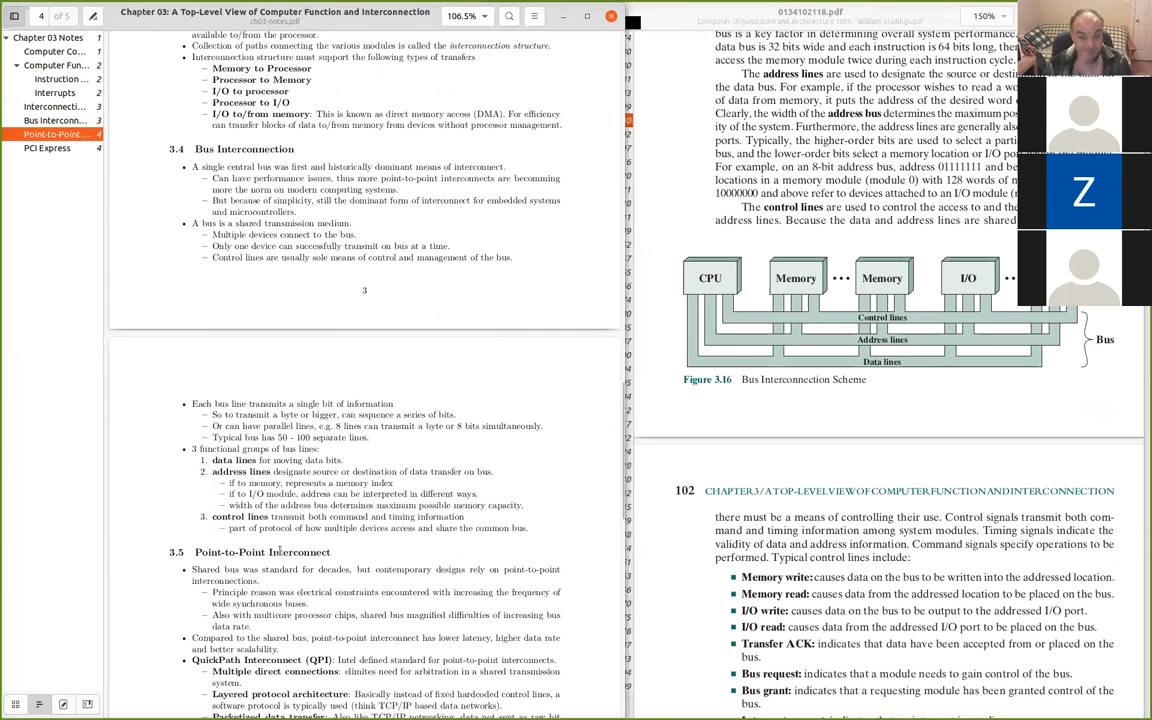 4 of 5
Chapter 03: A Top-Level View of Computer Function and Interconnection
ch03-notes.pdf
106.5%
Chapter 03 Notes 1
Computer Co... 1
Computer Fun... 2
Instruction ... 2
Interrupts 2
Interconnecti... 3
Bus Interconn... 3
Point-to-Point ... 4
PCI Express 4
available to/from the processor.
• Collection of paths connecting the various modules is called the interconnection structure.
• Interconnection structure must support the following types of transfers
– Memory to Processor
– Processor to Memory
– I/O to processor
– Processor to I/O
– I/O to/from memory: This is known as direct memory access (DMA). For efficiency
can transfer blocks of data to/from memory from devices without processor management.
3.4 Bus Interconnection
• A single central bus was first and historically dominant means of interconnect.
– Can have performance issues, thus more point-to-point interconnects are becomming
more the norm on modern computing systems.
– But because of simplicity, still the dominant form of interconnect for embedded systems
and microcontrollers.
• A bus is a shared transmission medium.
– Multiple devices connect to the bus.
– Only one device can successfully transmit on bus at a time.
– Control lines are usually sole means of control and management of the bus.
3
• Each bus line transmits a single bit of information
– So to transmit a byte or bigger, can sequence a series of bits.
– Or can have parallel lines, e.g. 8 lines can transmit a byte or 8 bits simultaneously.
– Typical bus has 50 - 100 separate lines.
• 3 functional groups of bus lines:
1. data lines for moving data bits.
2. address lines designate source or destination of data transfer on bus.
– if to memory, represents a memory index
– if to I/O module, address can be interpreted in different ways.
– width of the address bus determines maximum possible memory capacity.
3. control lines transmit both command and timing information
– part of protocol of how multiple devices access and share the common bus.
3.5 Point-to-Point Interconnect
• Shared bus was standard for decades, but contemporary designs rely on point-to-point
interconnections.
– Principle reason was electrical constraints encountered with increasing the frequency of
wide synchronous buses.
– Also with multicore processor chips, shared bus magnified difficulties of increasing bus
data rate.
• Compared to the shared bus, point-to-point interconnect has lower latency, higher data rate
and better scalability.
• QuickPath Interconnect (QPI): Intel defined standard for point-to-point interconnects.
– Multiple direct connections: elimites need for arbitration in a shared transmission
system.
– Layered protocol architecture: Basically instead of fixed hardcoded control lines, a
software protocol is typically used (think TCP/IP based data networks).
– Packetized data transfer: Also like TCP/IP networking, data not sent as raw bit
0134102118.pdf
Computer Organization and Architecture 10th - William Stallings.pdf
150%
bus is a key factor in determining overall system performance.
data bus is 32 bits wide and each instruction is 64 bits long, then
access the memory module twice during each instruction cycle.
The address lines are used to designate the source or desti
the data bus. For example, if the processor wishes to read a wo
of data from memory, it puts the address of the desired word
Clearly, the width of the address bus determines the maximum pos
ity of the system. Furthermore, the address lines are generally also
ports. Typically, the higher-order bits are used to select a parti
bus, and the lower-order bits select a memory location or I/O po
For example, on an 8-bit address bus, address 01111111 and be
locations in a memory module (module 0) with 128 words of m
10000000 and above refer to devices attached to an I/O module (m
The control lines are used to control the access to and the
address lines. Because the data and address lines are shared
Z
CPU Memory ••• Memory I/O ••
Control lines
Address lines
Data lines
Bus
Figure 3.16 Bus Interconnection Scheme
102 CHAPTER 3 / A TOP-LEVEL VIEW OF COMPUTER FUNCTION AND INTERCONNECTION
there must be a means of controlling their use. Control signals transmit both com-
mand and timing information among system modules. Timing signals indicate the
validity of data and address information. Command signals specify operations to be
performed. Typical control lines include:
■ Memory write: causes data on the bus to be written into the addressed location.
■ Memory read: causes data from the addressed location to be placed on the bus.
■ I/O write: causes data on the bus to be output to the addressed I/O port.
■ I/O read: causes data from the addressed I/O port to be placed on the bus.
■ Transfer ACK: indicates that data have been accepted from or placed on the
bus.
■ Bus request: indicates that a module needs to gain control of the bus.
■ Bus grant: indicates that a requesting module has been granted control of the
bus.